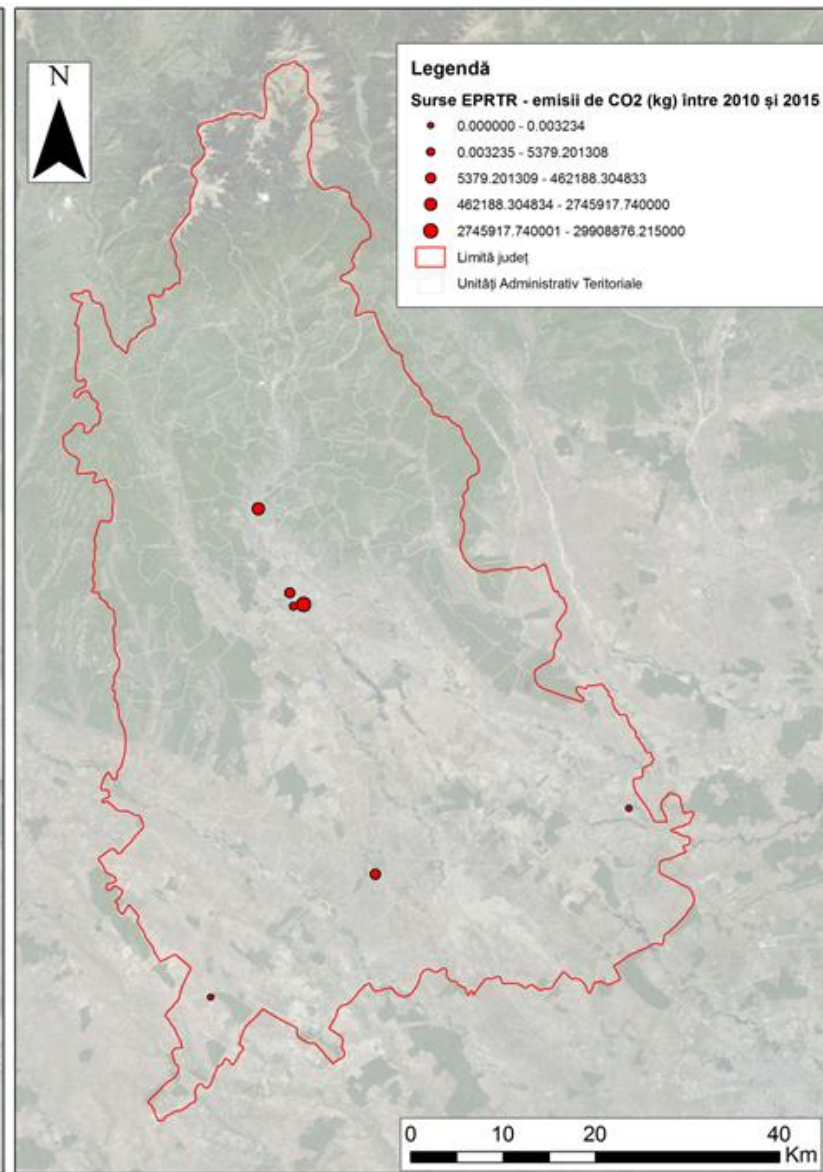 N
Legendă
Surse EPRTR - emisii de CO2 (kg) între 2010 și 2015
0.000000 - 0.003234
0.003235 - 5379.201308
5379.201309 - 462188.304833
462188.304834 - 2745917.740000
2745917.740001 - 29908876.215000
Limită județ
Unități Administrativ Teritoriale
0 10 20 40
Km